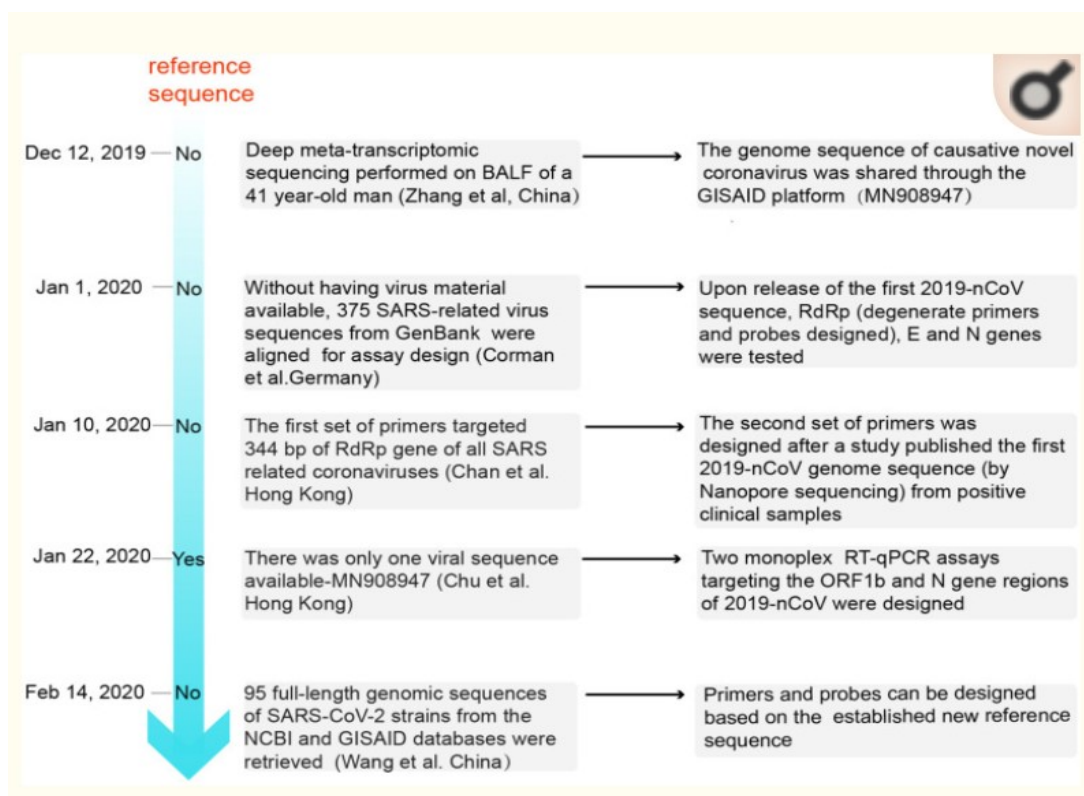 reference
sequence
Dec 12, 2019
No
Deep meta-transcriptomic
sequencing performed on BALF of a
41 year-old man (Zhang et al, China)
The genome sequence of causative novel
coronavirus was shared through the
GISAID platform (MN908947)
Jan 1, 2020
No
Without having virus material
available, 375 SARS-related virus
sequences from GenBank were
aligned for assay design (Corman
et al.Germany)
Upon release of the first 2019-nCoV
sequence, RdRp (degenerate primers
and probes designed), E and N genes
were tested
Jan 10, 2020
No
The first set of primers targeted
344 bp of RdRp gene of all SARS
related coronaviruses (Chan et al.
Hong Kong)
The second set of primers was
designed after a study published the first
2019-nCoV genome sequence (by
Nanopore sequencing) from positive
clinical samples
Jan 22, 2020
Yes
There was only one viral sequence
available-MN908947 (Chu et al.
Hong Kong)
Two monoplex RT-qPCR assays
targeting the ORF1b and N gene regions
of 2019-nCoV were designed
Feb 14, 2020
No
95 full-length genomic sequences
of SARS-CoV-2 strains from the
NCBI and GISAID databases were
retrieved (Wang et al. China)
Primers and probes can be designed
based on the established new reference
sequence